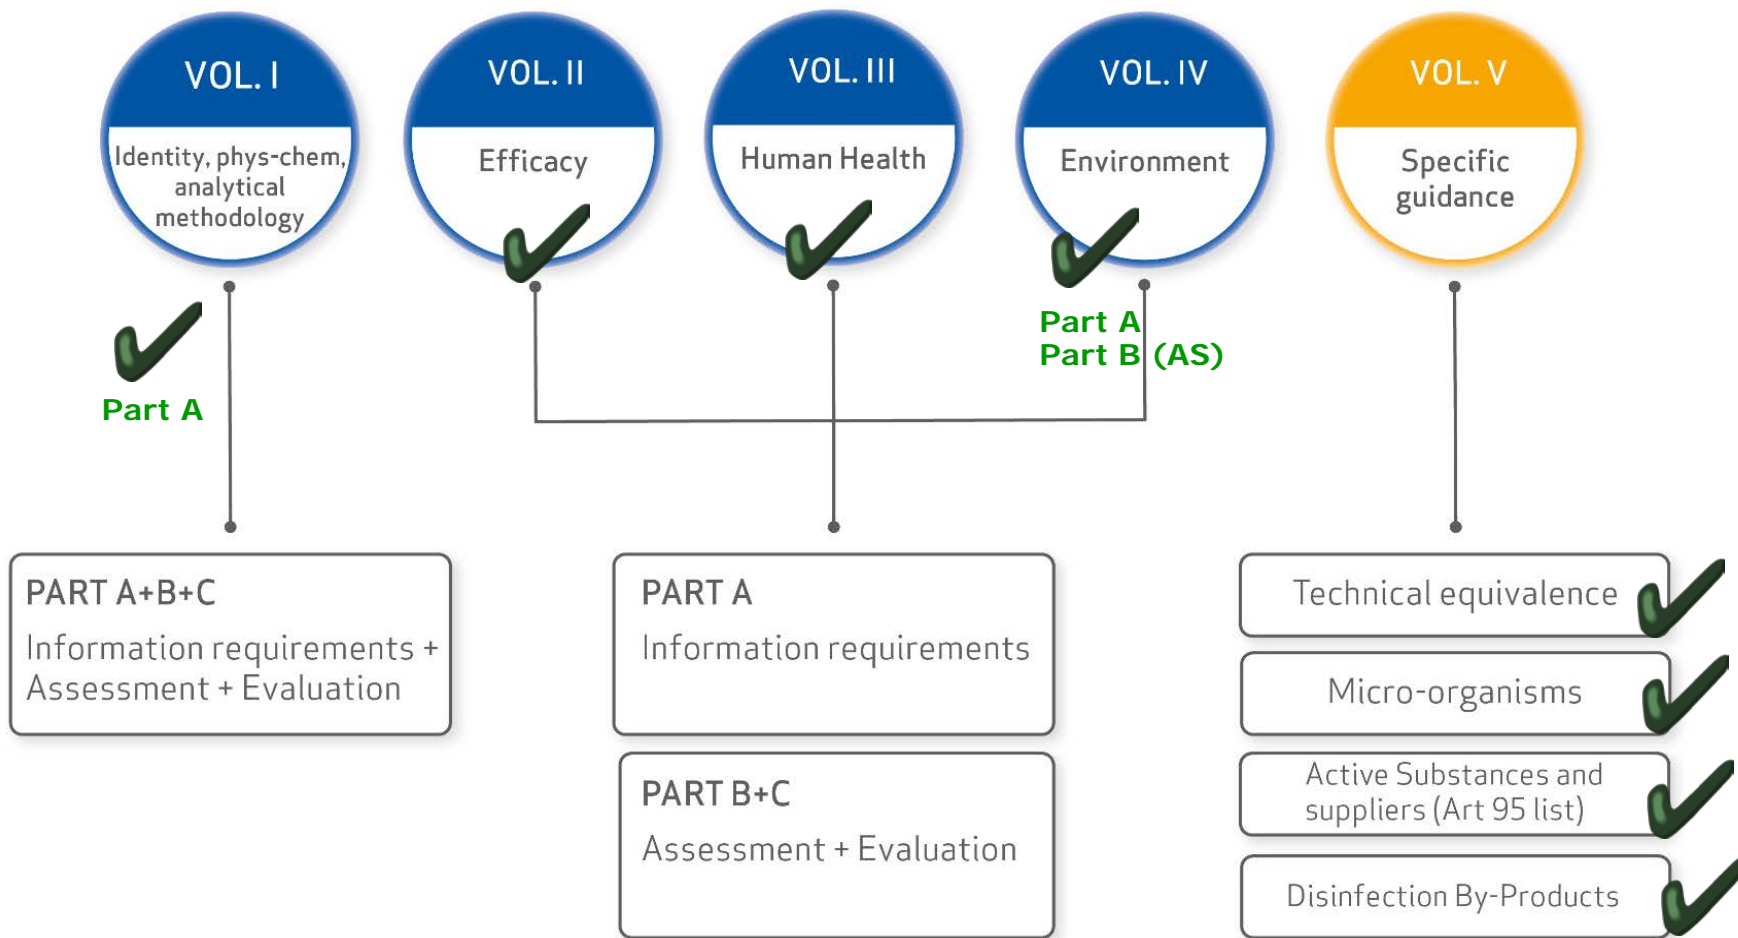 VOL. I
Identity, phys-chem,
analytical
methodology
VOL. II
Efficacy
VOL. III
Human Health
VOL. IV
Environment
VOL. V
Specific
guidance
Part A
Part A
Part B (AS)
PART A+B+C
Information requirements +
Assessment + Evaluation
PART A
Information requirements
PART B+C
Assessment + Evaluation
Technical equivalence
Micro-organisms
Active Substances and
suppliers (Art 95 list)
Disinfection By-Products